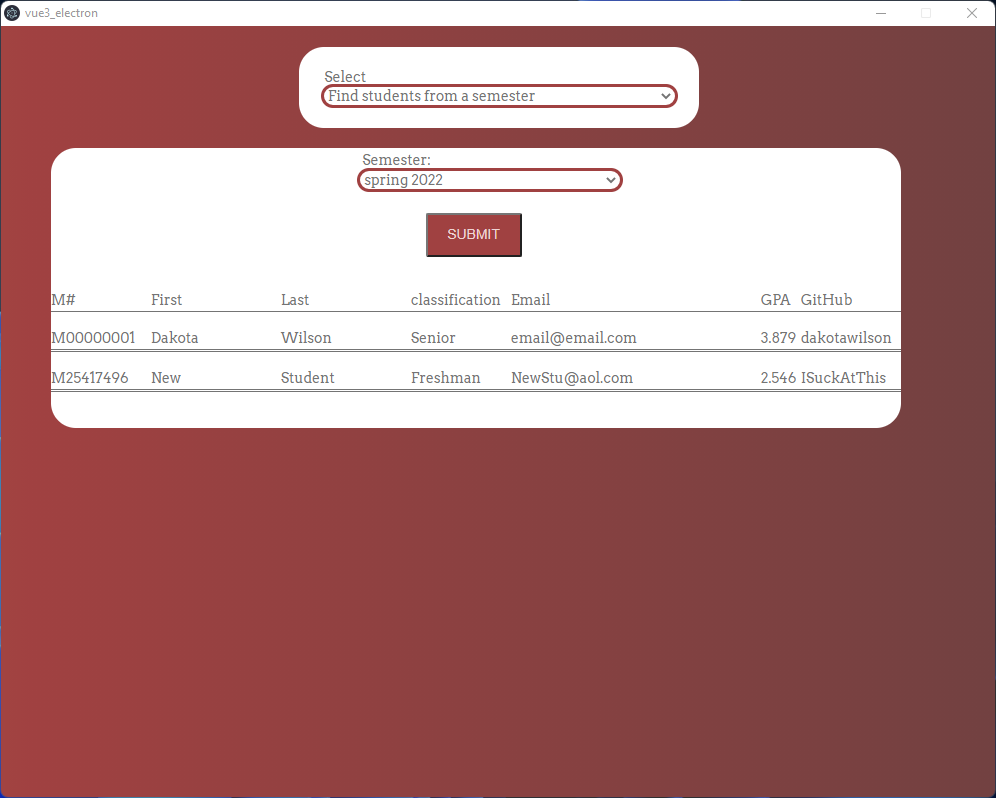 vue3_electron
Select
Find students from a semester
Semester:
spring 2022
SUBMIT
M# First Last classification Email GPA GitHub
M00000001 Dakota Wilson Senior email@email.com 3.879 dakotawilson
M25417496 New Student Freshman NewStu@aol.com 2.546 ISuckAtThis